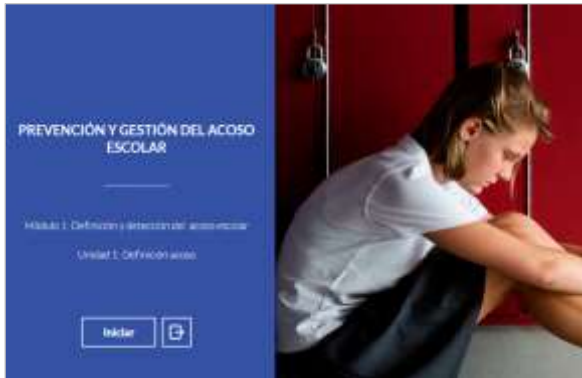 PREVENCIÓN Y GESTIÓN DEL ACOSO
ESCOLAR
Módulo 1: Definición y detección del acoso escolar
Unidad 1: Definición acoso
Iniciar